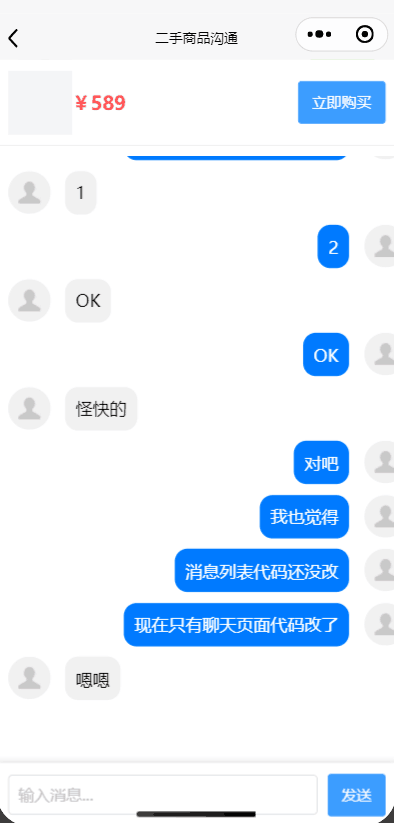 二手商品沟通
￥589
立即购买
1
2
OK
OK
怪快的
对吧
我也觉得
消息列表代码还没改
现在只有聊天页面代码改了
嗯嗯
输入消息...
发送